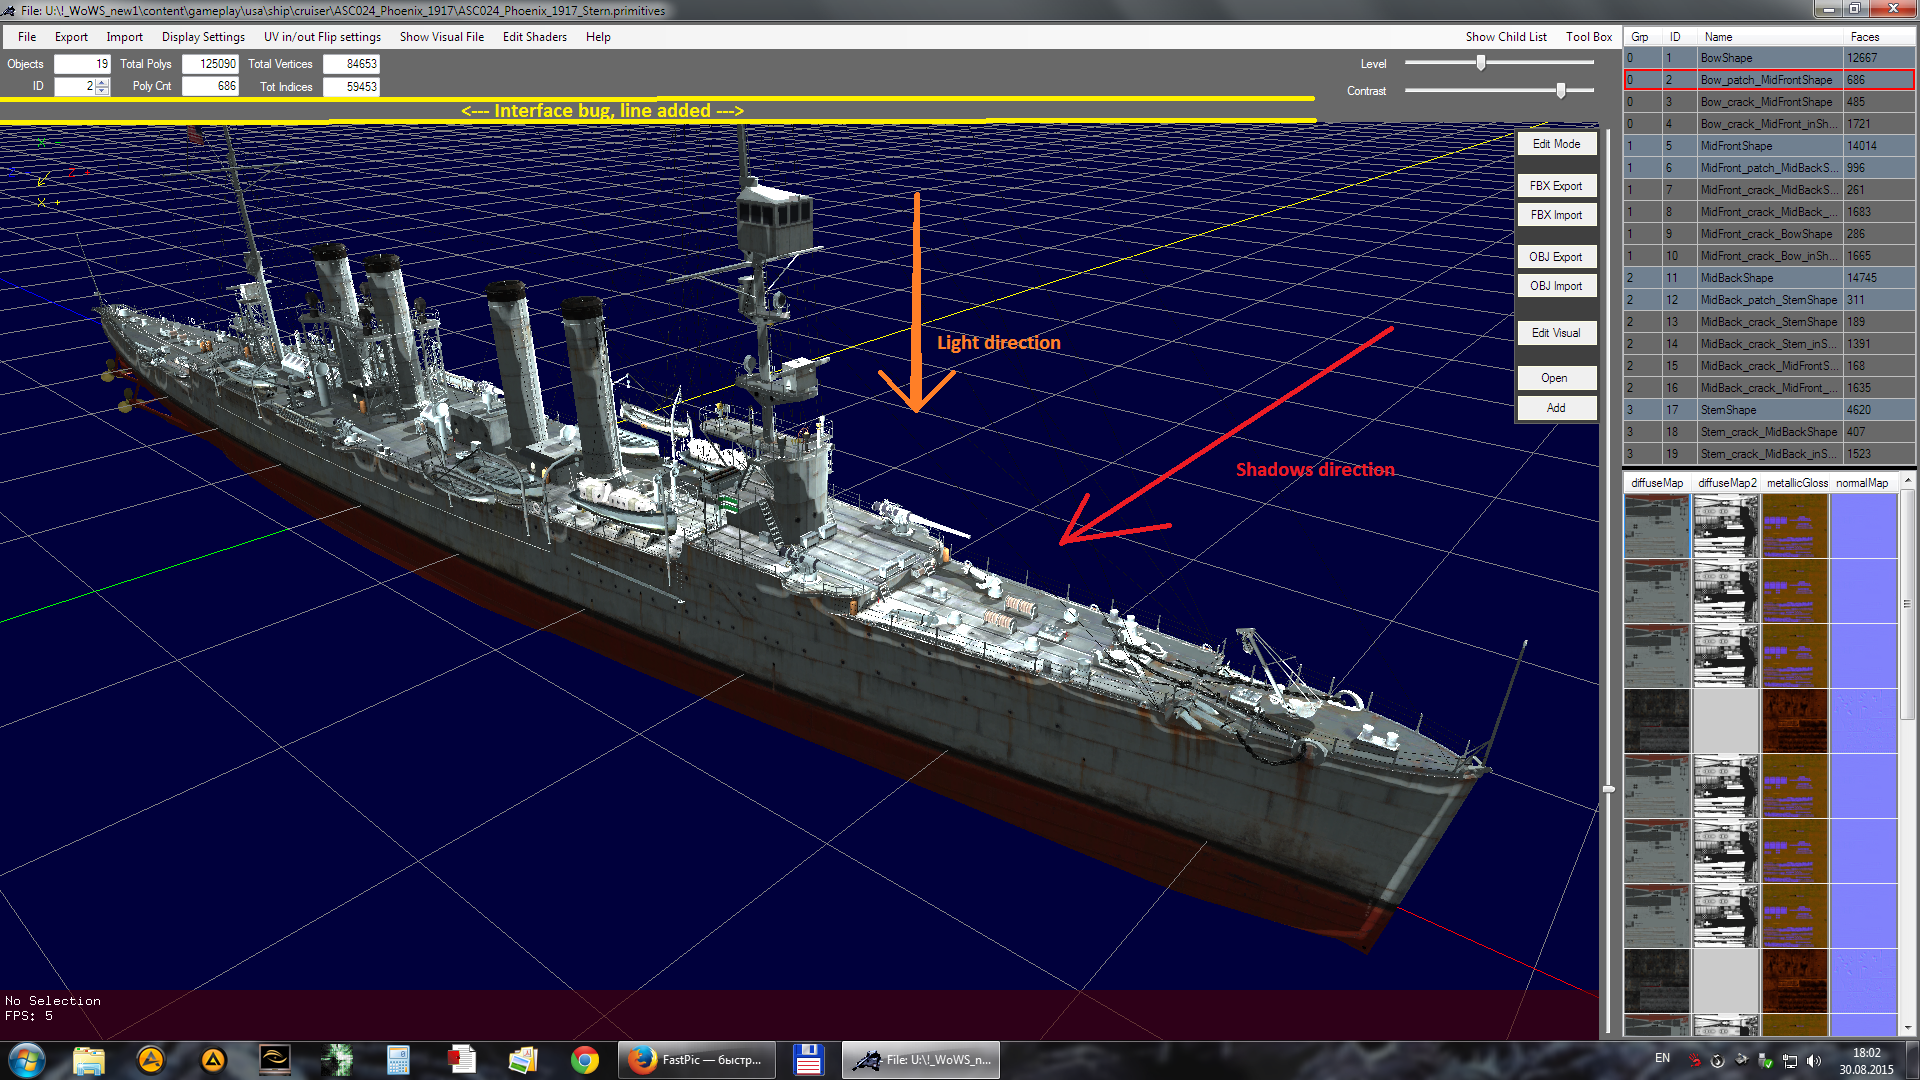 File: U:\!_WoWS_new1\content\gameplay\usa\ship\cruiser\ASC024_Phoenix_1917\ASC024_Phoenix_1917_Stern.primitives
File Export Import Display Settings UV in/out Flip settings Show Visual File Edit Shaders Help Show Child List Tool Box
Objects 19 Total Polys 125090 Total Vertices 84653 Level
ID 2 Poly Cnt 686 Tot Indices 59453 Contrast
<--- Interface bug, line added --->
Edit Mode
FBX Export
FBX Import
OBJ Export
OBJ Import
Edit Visual
Open
Add
Light direction
Shadows direction
Grp ID Name Faces
0 1 BowShape 12667
0 2 Bow_patch_MidFrontShape 686
0 3 Bow_crack_MidFrontShape 485
0 4 Bow_crack_MidFront_inSh... 1721
1 5 MidFrontShape 14014
1 6 MidFront_patch_MidBackS... 996
1 7 MidFront_crack_MidBackS... 261
1 8 MidFront_crack_MidBack_... 1683
1 9 MidFront_crack_BowShape 286
1 10 MidFront_crack_Bow_inSh... 1665
2 11 MidBackShape 14745
2 12 MidBack_patch_SternShape 311
2 13 MidBack_crack_SternShape 189
2 14 MidBack_crack_Stern_inS... 1391
2 15 MidBack_crack_MidFrontS... 168
2 16 MidBack_crack_MidFront_... 1635
3 17 SternShape 4620
3 18 Stern_crack_MidBackShape 407
3 19 Stern_crack_MidBack_inS... 1523
diffuseMap diffuseMap2 metallicGloss normalMap
No Selection
FPS: 5
FastPic — быстр... File: U:\!_WoWS_n... EN 18:02
30.08.2015